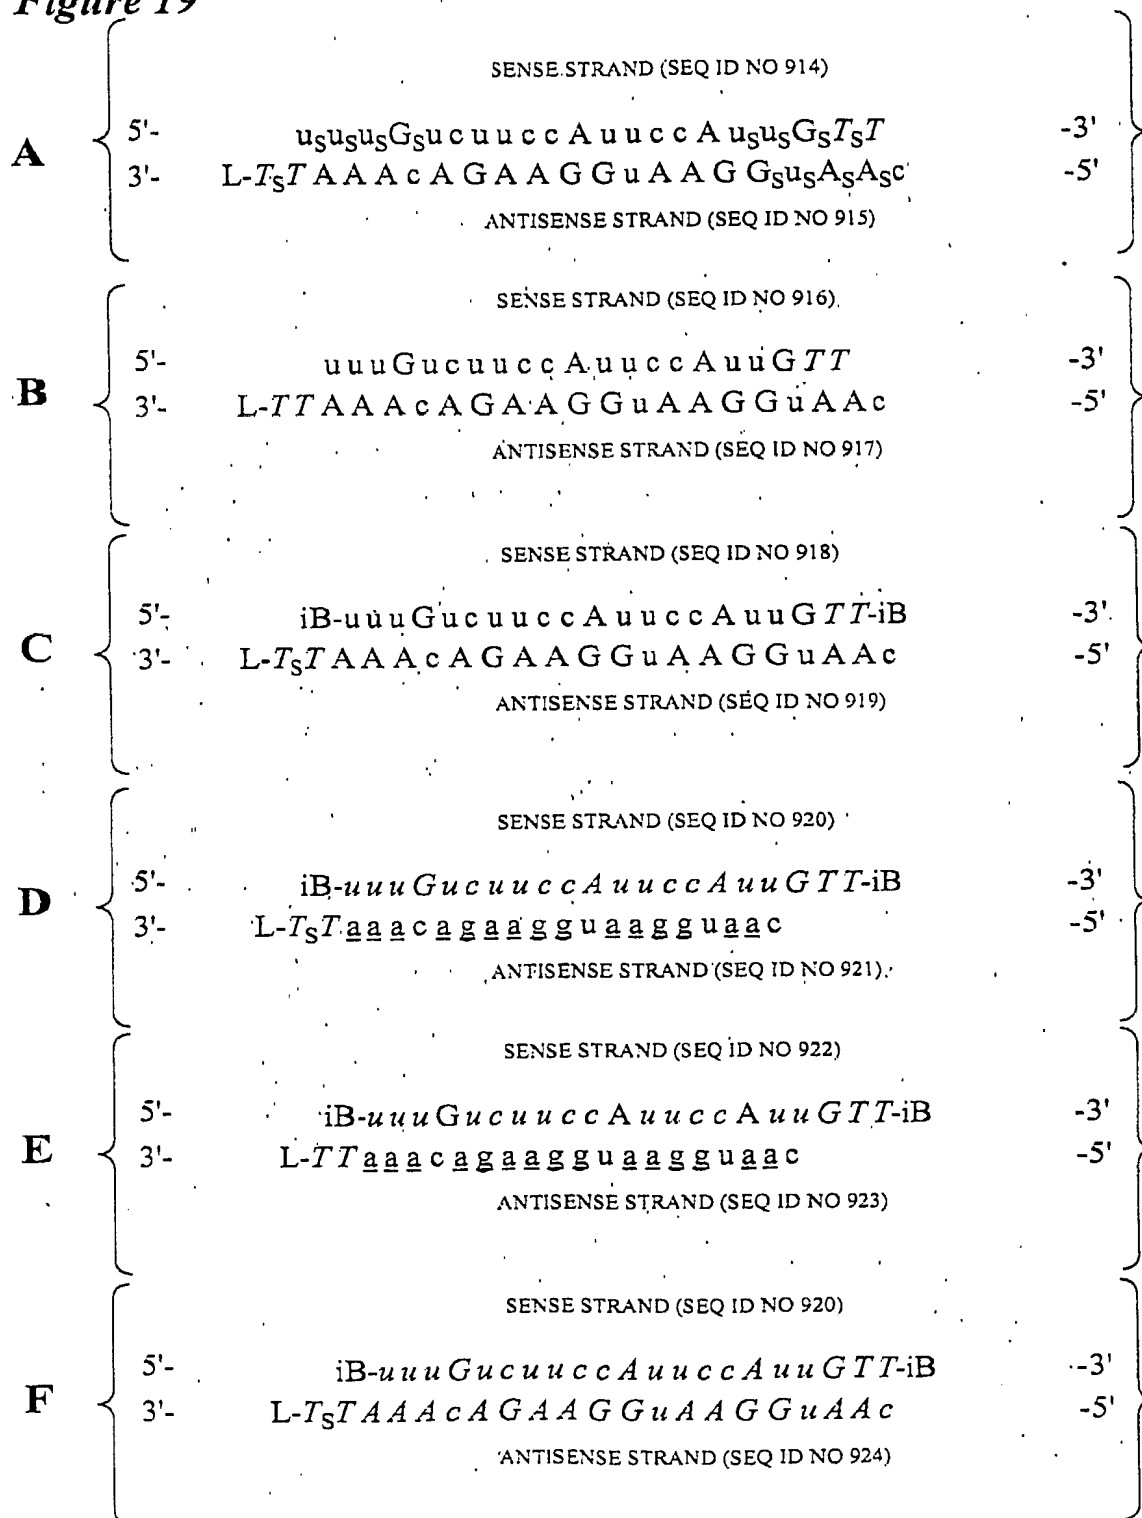 Figure 19
SENSE STRAND (SEQ ID NO 914)
A
5'- usususGsucuuccAuuccAususGsTsT -3'
3'- L-TsTAAAcAGAAGGuAAGGGsusAsAsc -5'
ANTISENSE STRAND (SEQ ID NO 915)
SENSE STRAND (SEQ ID NO 916)
B
5'- uuuGucuuccAuuccAuuGTT -3'
3'- L-TTAAAcAGAAGGuAAGGuAAc -5'
ANTISENSE STRAND (SEQ ID NO 917)
SENSE STRAND (SEQ ID NO 918)
C
5'- iB-uuuGucuuccAuuccAuuGTT-iB -3'
3'- L-TsTAAAcAGAAGGuAAGGuAAc -5'
ANTISENSE STRAND (SEQ ID NO 919)
SENSE STRAND (SEQ ID NO 920)
D
5'- iB-uuuGucuuccAuuccAuuGTT-iB -3'
3'- L-TsTaaacagaagguaagguaac -5'
ANTISENSE STRAND (SEQ ID NO 921)
SENSE STRAND (SEQ ID NO 922)
E
5'- iB-uuuGucuuccAuuccAuuGTT-iB -3'
3'- L-TTaaacagaagguaagguaac -5'
ANTISENSE STRAND (SEQ ID NO 923)
SENSE STRAND (SEQ ID NO 920)
F
5'- iB-uuuGucuuccAuuccAuuGTT-iB -3'
3'- L-TsTAAAcAGAAGGuAAGGuAAc -5'
ANTISENSE STRAND (SEQ ID NO 924)